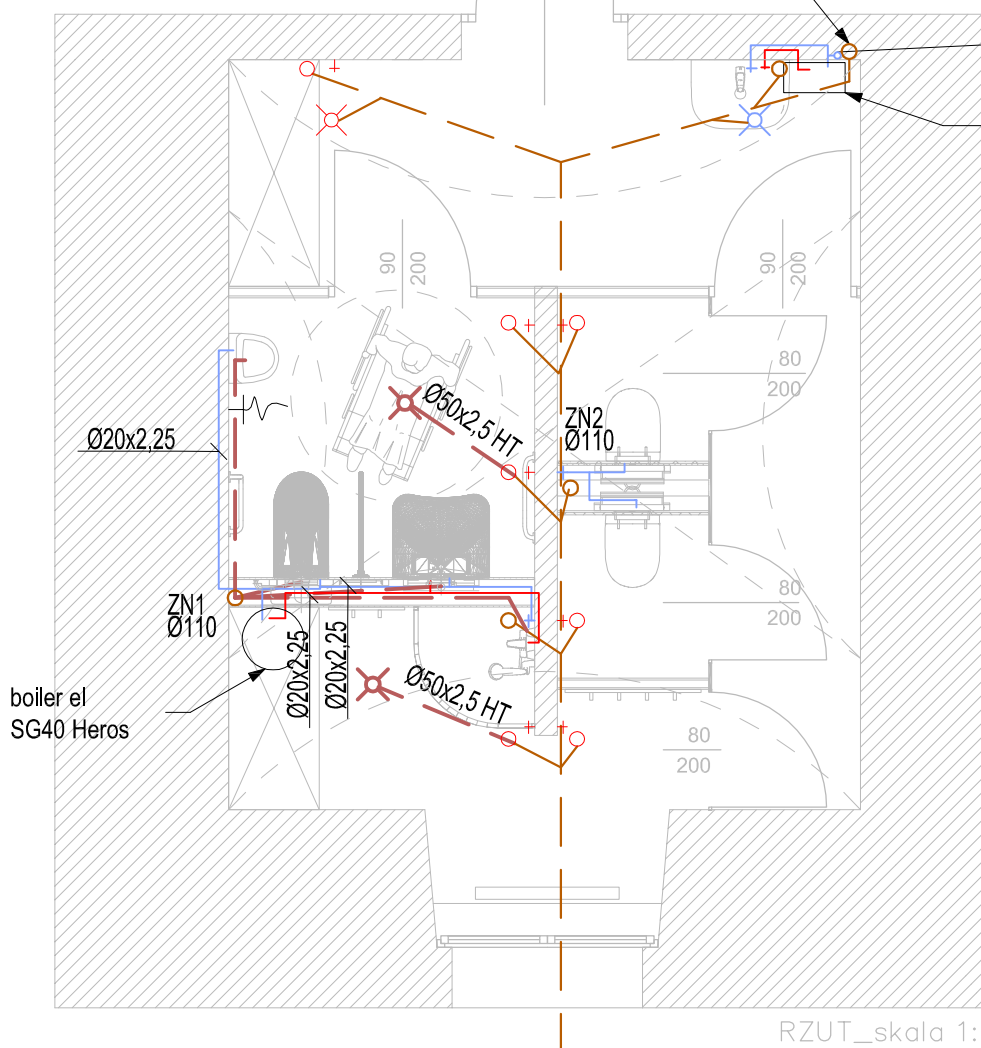 90
200
90
200
80
200
Ø50x2,5 HT
ZN2
Ø110
Ø20x2,25
80
200
ZN1
Ø110
Ø20x2,25
Ø20x2,25
Ø50x2,5 HT
boiler el
SG40 Heros
80
200
RZUT_skala 1: